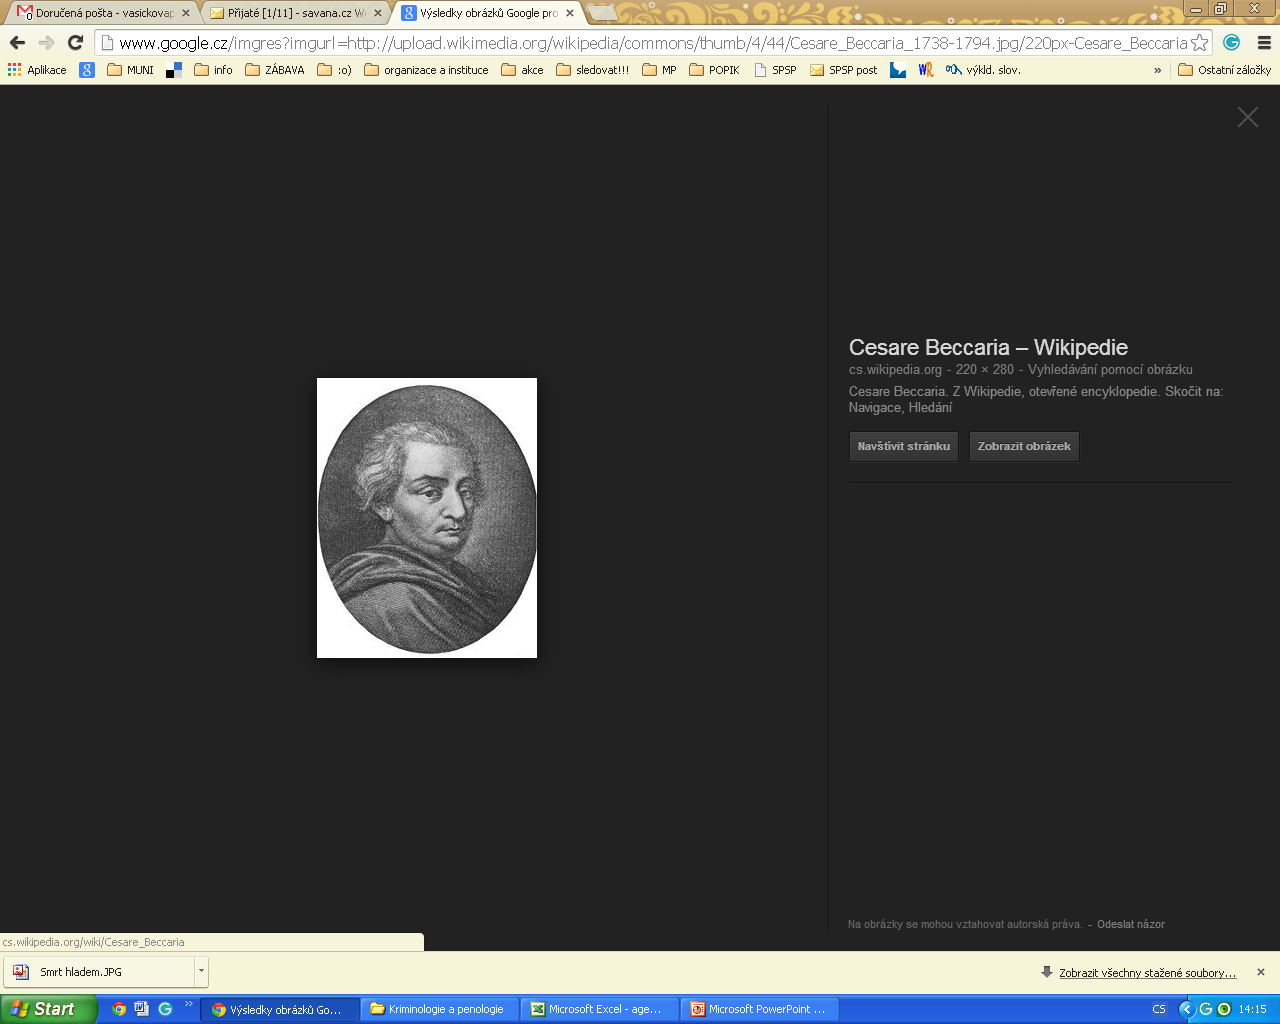 Doručená pošta - vasickovap
Přijaté [1/11] - savana.cz W
Výsledky obrázků Google pro
www.google.cz/imgres?imgurl=http://upload.wikimedia.org/wikipedia/commons/thumb/4/44/Cesare_Beccaria_1738-1794.jpg/220px-Cesare_Beccaria
Aplikace MUNI info ZÁBAVA :o) organizace a instituce akce sledovat!!! MP POPIK SPSP SPSP post výkld. slov. » Ostatní záložky
Cesare Beccaria – Wikipedie
cs.wikipedia.org - 220 × 280 - Vyhledávání pomocí obrázku
Cesare Beccaria. Z Wikipedie, otevřené encyklopedie. Skočit na:
Navigace, Hledání
Navštívit stránku Zobrazit obrázek
Na obrázky se mohou vztahovat autorská práva. - Odeslat názor
cs.wikipedia.org/wiki/Cesare_Beccaria
Smrt hladem.JPG
Zobrazit všechny stažené soubory...
Start » Výsledky obrázků Go... Kriminologie a penologie Microsoft Excel - age... Microsoft PowerPoint ... CS 14:15